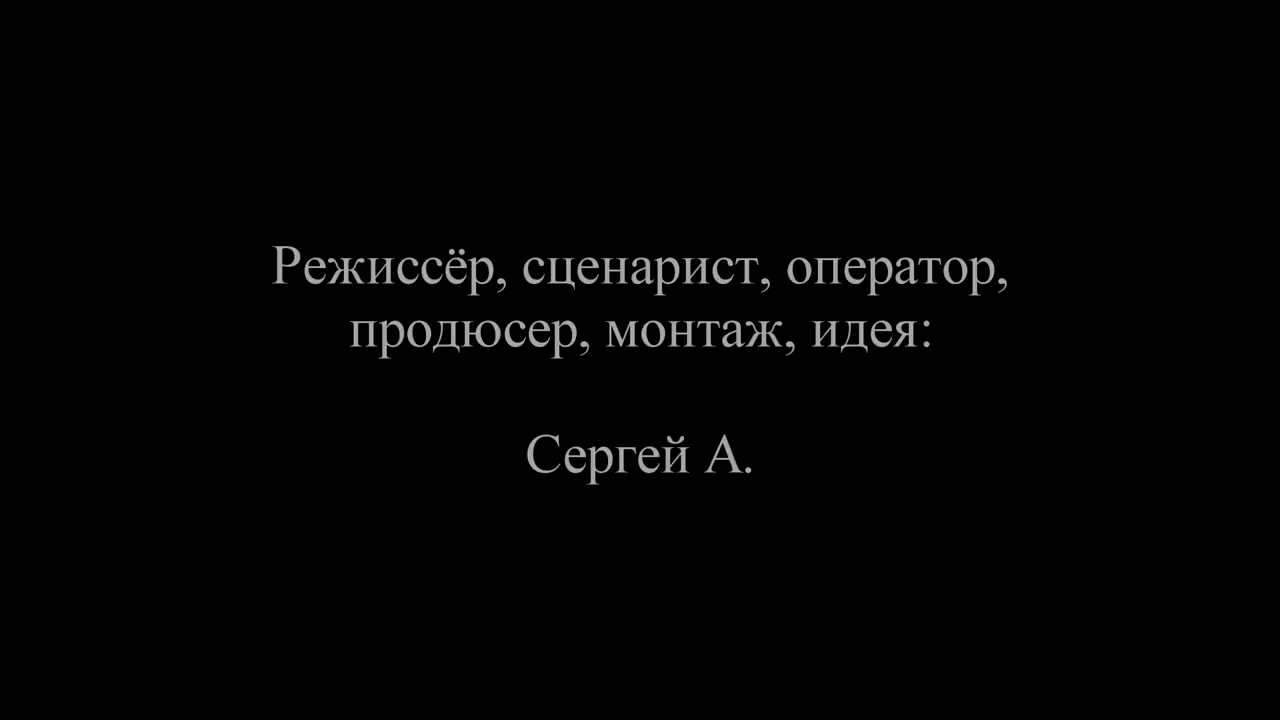 Режиссёр, сценарист, оператор,
продюсер, монтаж, идея:
Сергей А.